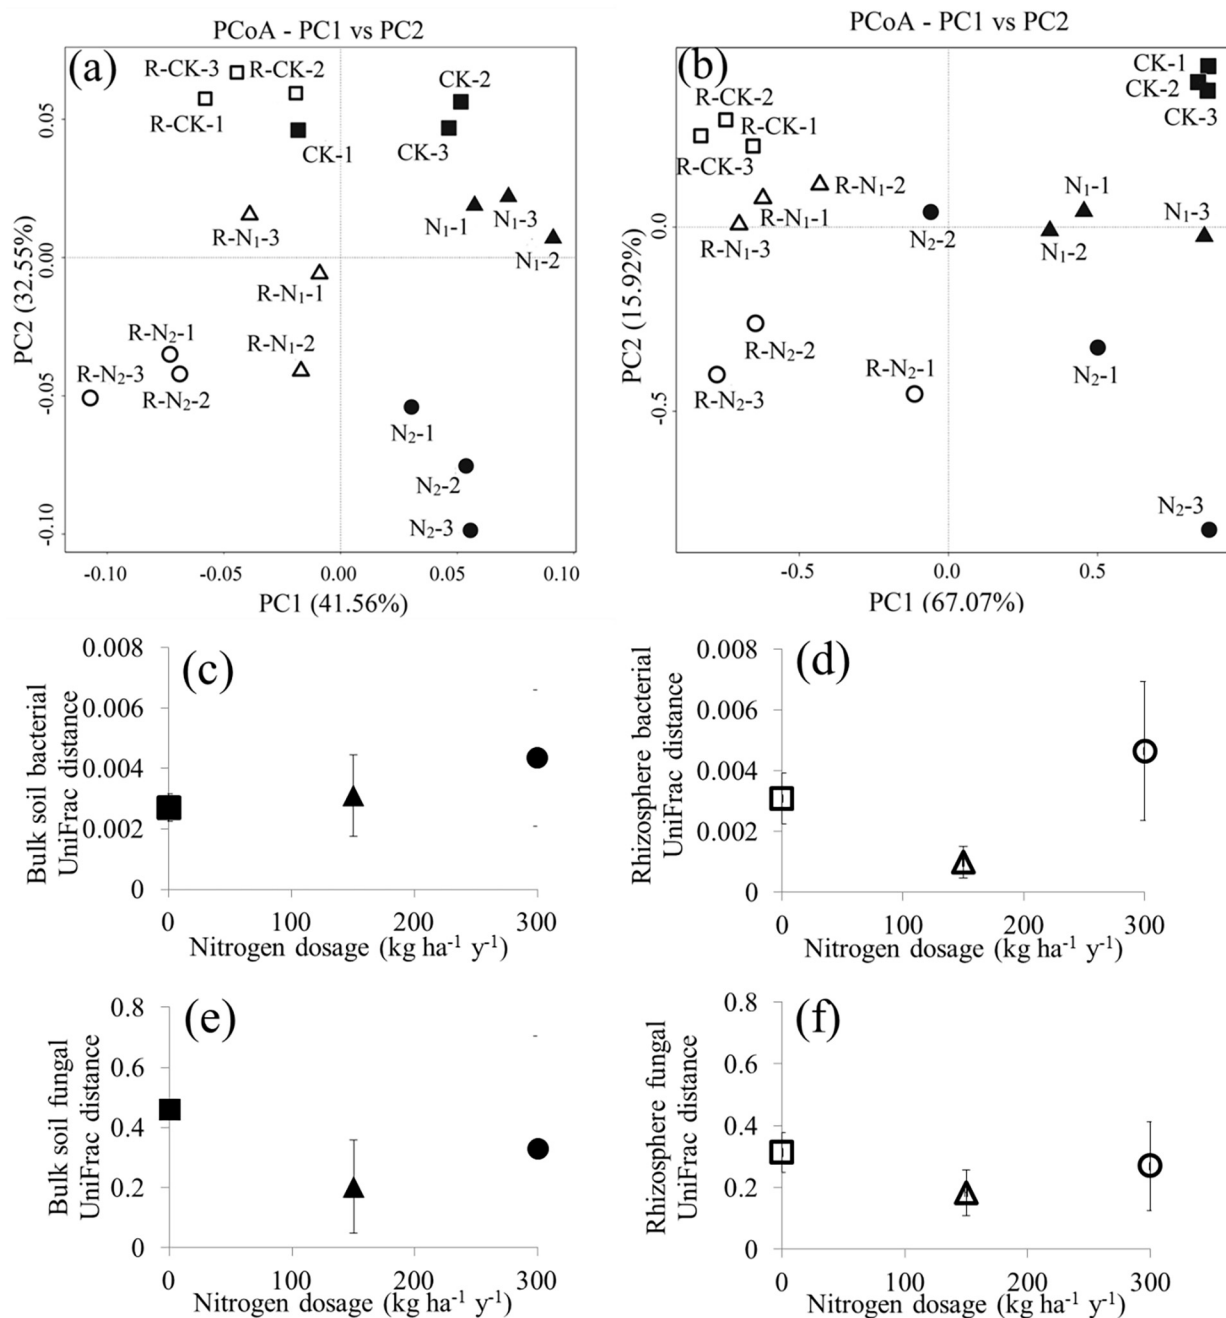 PCoA - PC1 vs PC2
(a)
R-CK-3
R-CK-2
CK-2
R-CK-1
CK-1
CK-3
R-N₁-3
N₁-1
N₁-3
N₁-2
R-N₁-1
R-N₂-1
R-N₁-2
R-N₂-3
R-N₂-2
N₂-1
N₂-2
N₂-3
0.05
0.00
-0.05
-0.10
PC2 (32.55%)
-0.10 -0.05 0.00 0.05 0.10
PC1 (41.56%)
PCoA - PC1 vs PC2
(b)
CK-1
CK-2
CK-3
R-CK-2
R-CK-1
R-CK-3
R-N₁-2
R-N₁-1
R-N₁-3
N₁-1
N₁-3
N₂-2
N₁-2
R-N₂-2
R-N₂-1
N₂-1
R-N₂-3
N₂-3
0.0
-0.5
PC2 (15.92%)
-0.5 0.0 0.5
PC1 (67.07%)
(c)
Bulk soil bacterial
UniFrac distance
0.008
0.006
0.004
0.002
0
0 100 200 300
Nitrogen dosage (kg ha⁻¹ y⁻¹)
(d)
Rhizosphere bacterial
UniFrac distance
0.008
0.006
0.004
0.002
0
0 100 200 300
Nitrogen dosage (kg ha⁻¹ y⁻¹)
(e)
Bulk soil fungal
UniFrac distance
0.8
0.6
0.4
0.2
0
0 100 200 300
Nitrogen dosage (kg ha⁻¹ y⁻¹)
(f)
Rhizosphere fungal
UniFrac distance
0.8
0.6
0.4
0.2
0
0 100 200 300
Nitrogen dosage (kg ha⁻¹ y⁻¹)